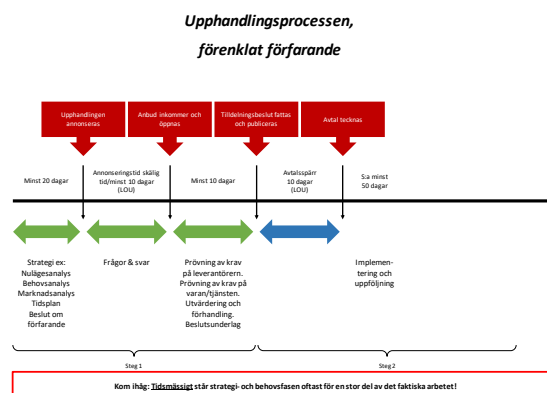 Upphandlingsprocessen,
förenklat förfarande
Upphandlingen
annonseras
Anbud inkommer och
öppnas
Tilldelningsbeslut fattas
och publiceras
Avtal tecknas
Minst 20 dagar
Annonseringstid skälig
tid/minst 10 dagar
(LOU)
Minst 10 dagar
Avtalsspärr
10 dagar
(LOU)
S:a minst
50 dagar
Strategi ex:
Nulägesanalys
Behovsanalys
Marknadsanalys
Tidsplan
Beslut om
förfarande
Frågor & svar
Prövning av krav
på leverantören.
Prövning av krav på
varan/tjänsten.
Utvärdering och
förhandling.
Beslutsunderlag
Implemen-
tering och
uppföljning
Steg 1
Steg 2
Kom ihåg: Tidsmässigt står strategi- och behovsfasen oftast för en stor del av det faktiska arbetet!